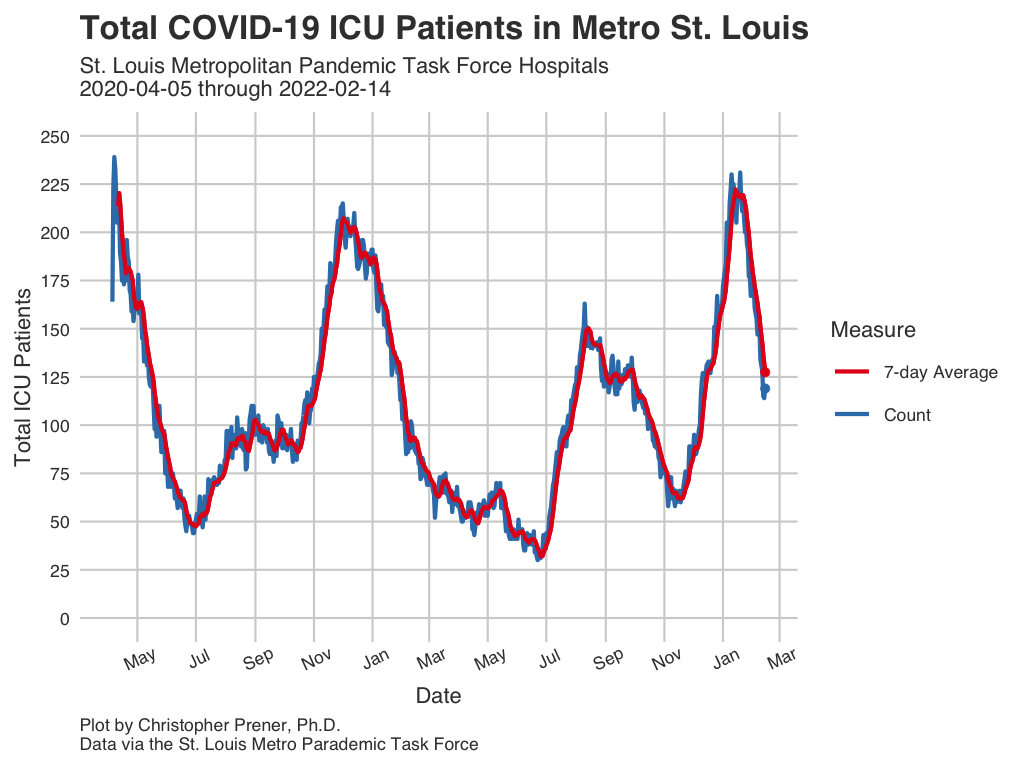 Total COVID-19 ICU Patients in Metro St. Louis
St. Louis Metropolitan Pandemic Task Force Hospitals
2020-04-05 through 2022-02-14
Total ICU Patients
250
225
200
175
150
125
100
75
50
25
0
May
Jul
Sep
Nov
Jan
Mar
May
Jul
Sep
Nov
Jan
Mar
Date
Measure
7-day Average
Count
Plot by Christopher Prener, Ph.D.
Data via the St. Louis Metro Parademic Task Force